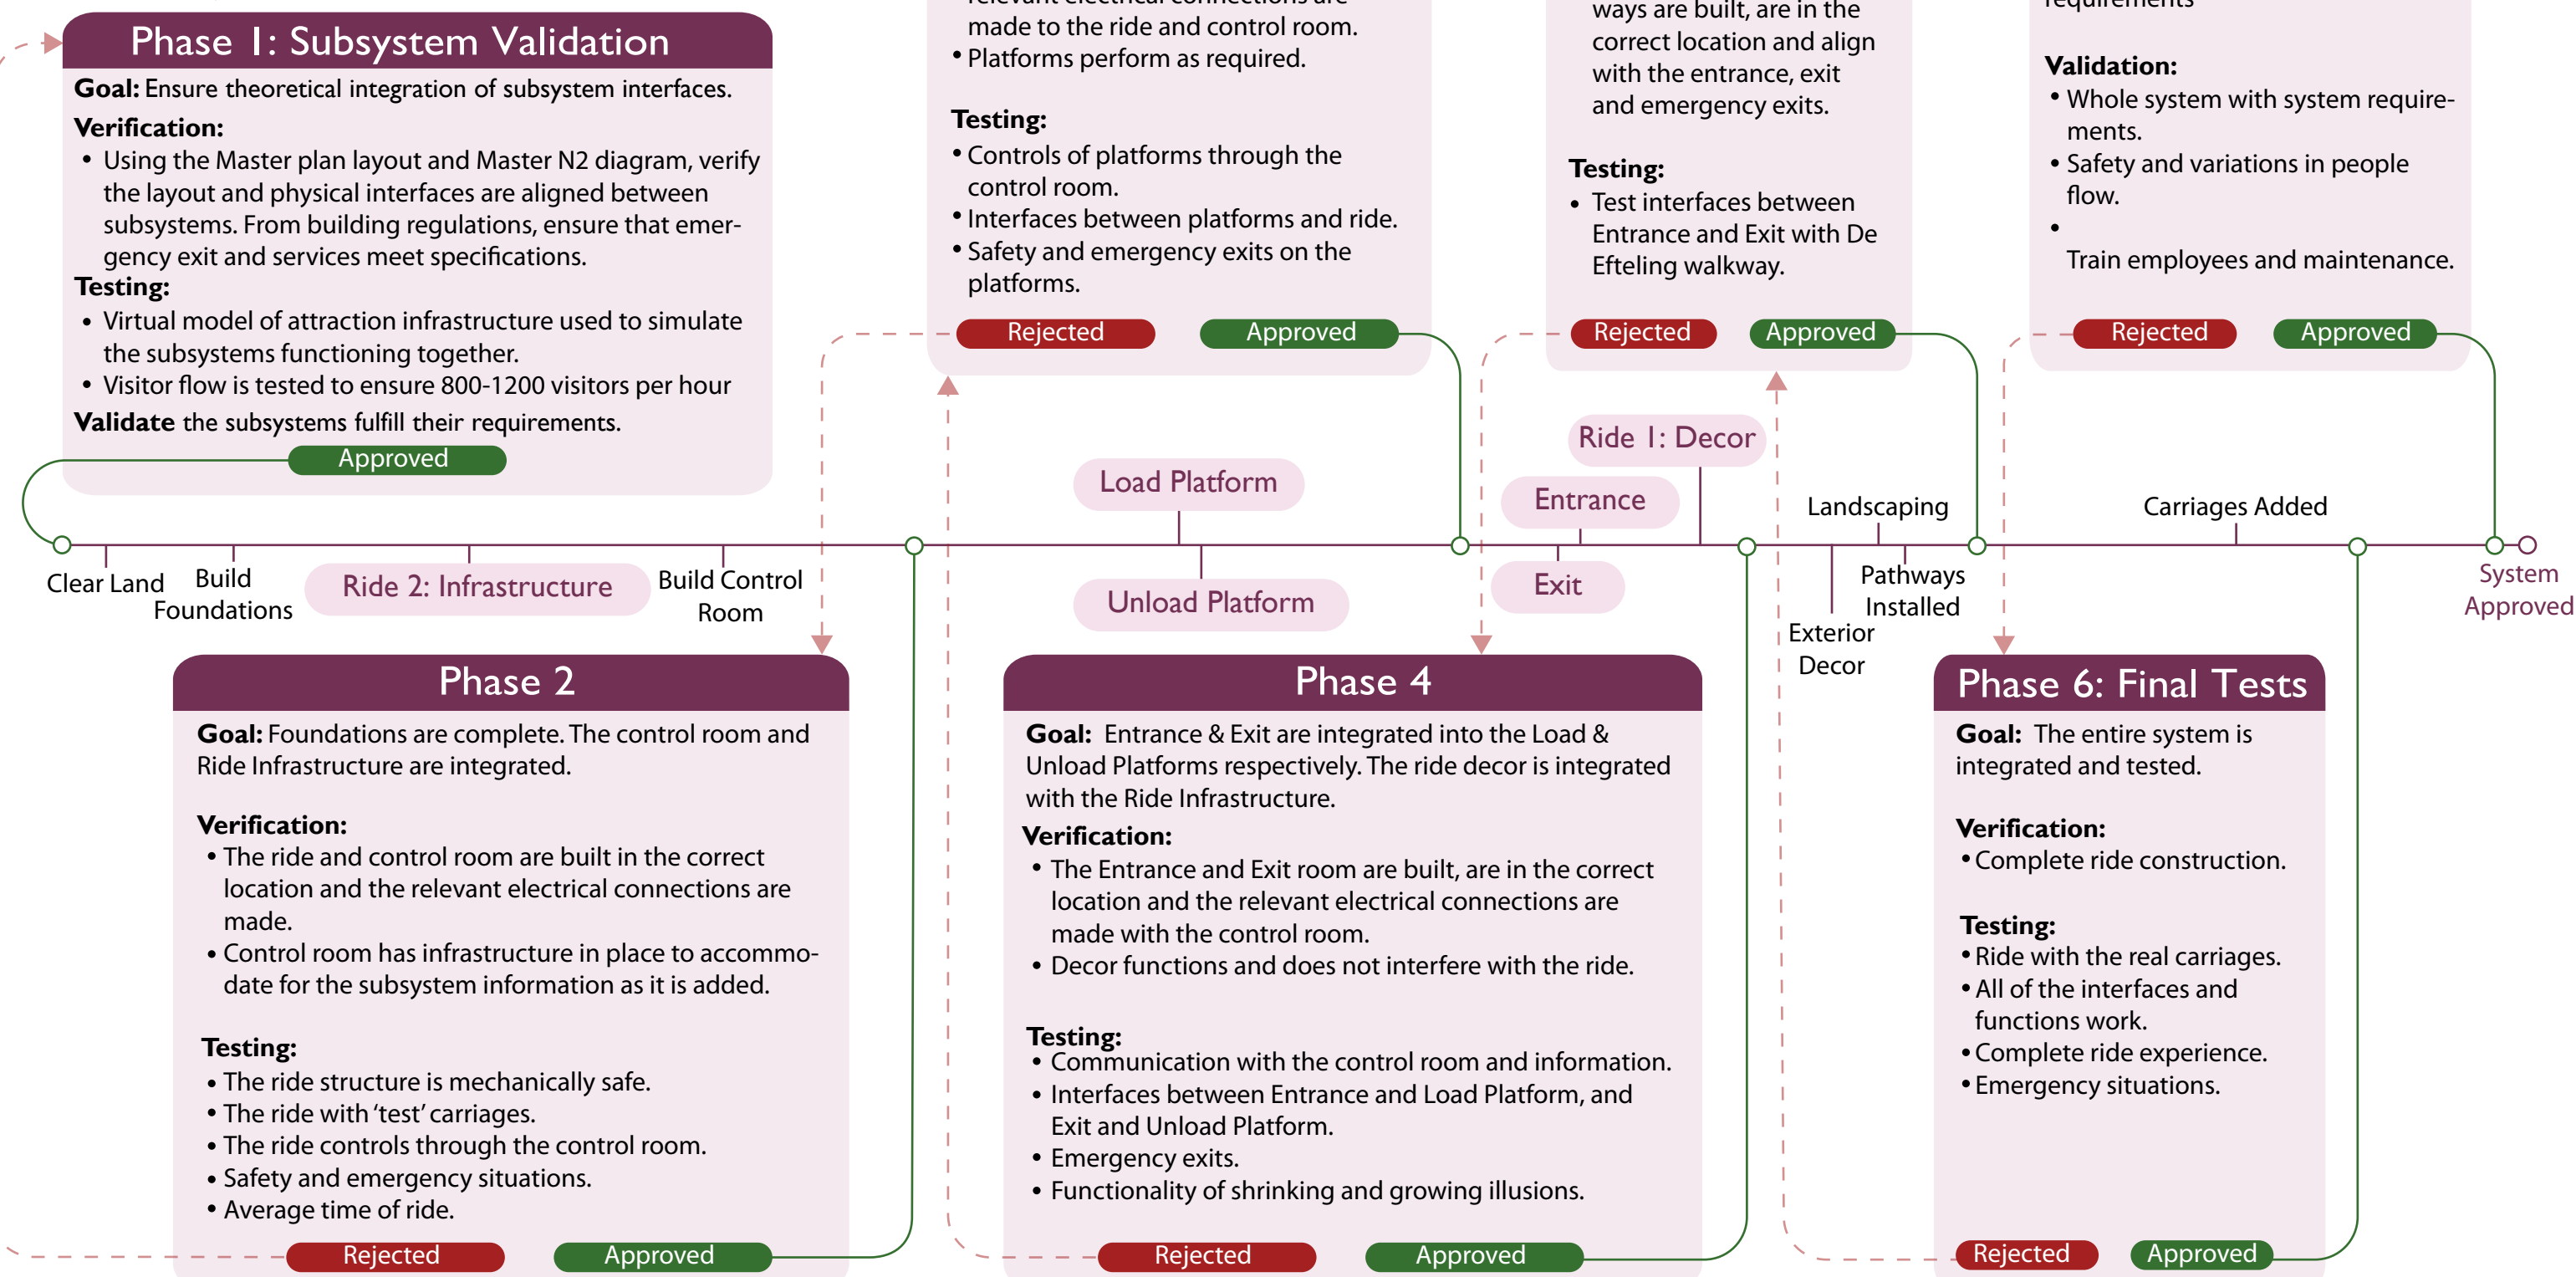 Phase 1: Subsystem Validation
Goal: Ensure theoretical integration of subsystem interfaces.
Verification:
• Using the Master plan layout and Master N2 diagram, verify
the layout and physical interfaces are aligned between
subsystems. From building regulations, ensure that emer-
gency exit and services meet specifications.
Testing:
• Virtual model of attraction infrastructure used to simulate
the subsystems functioning together.
• Visitor flow is tested to ensure 800-1200 visitors per hour
Validate the subsystems fulfill their requirements.
Approved
relevant electrical connections are
made to the ride and control room.
• Platforms perform as required.
Testing:
• Controls of platforms through the
control room.
• Interfaces between platforms and ride.
• Safety and emergency exits on the
platforms.
Rejected
Approved
ways are built, are in the
correct location and align
with the entrance, exit
and emergency exits.
Testing:
• Test interfaces between
Entrance and Exit with De
Efteling walkway.
Rejected
Approved
requirements
Validation:
• Whole system with system require-
ments.
• Safety and variations in people
flow.
•
Train employees and maintenance.
Rejected
Approved
Clear Land
Build
Foundations
Ride 2: Infrastructure
Build Control
Room
Load Platform
Unload Platform
Entrance
Exit
Ride 1: Decor
Landscaping
Exterior
Decor
Pathways
Installed
Carriages Added
System
Approved
Phase 2
Goal: Foundations are complete. The control room and
Ride Infrastructure are integrated.
Verification:
• The ride and control room are built in the correct
location and the relevant electrical connections are
made.
• Control room has infrastructure in place to accommo-
date for the subsystem information as it is added.
Testing:
• The ride structure is mechanically safe.
• The ride with ‘test’ carriages.
• The ride controls through the control room.
• Safety and emergency situations.
• Average time of ride.
Rejected
Approved
Phase 4
Goal: Entrance & Exit are integrated into the Load &
Unload Platforms respectively. The ride decor is integrated
with the Ride Infrastructure.
Verification:
• The Entrance and Exit room are built, are in the correct
location and the relevant electrical connections are
made with the control room.
• Decor functions and does not interfere with the ride.
Testing:
• Communication with the control room and information.
• Interfaces between Entrance and Load Platform, and
Exit and Unload Platform.
• Emergency exits.
• Functionality of shrinking and growing illusions.
Rejected
Approved
Phase 6: Final Tests
Goal: The entire system is
integrated and tested.
Verification:
• Complete ride construction.
Testing:
• Ride with the real carriages.
• All of the interfaces and
functions work.
• Complete ride experience.
• Emergency situations.
Rejected
Approved